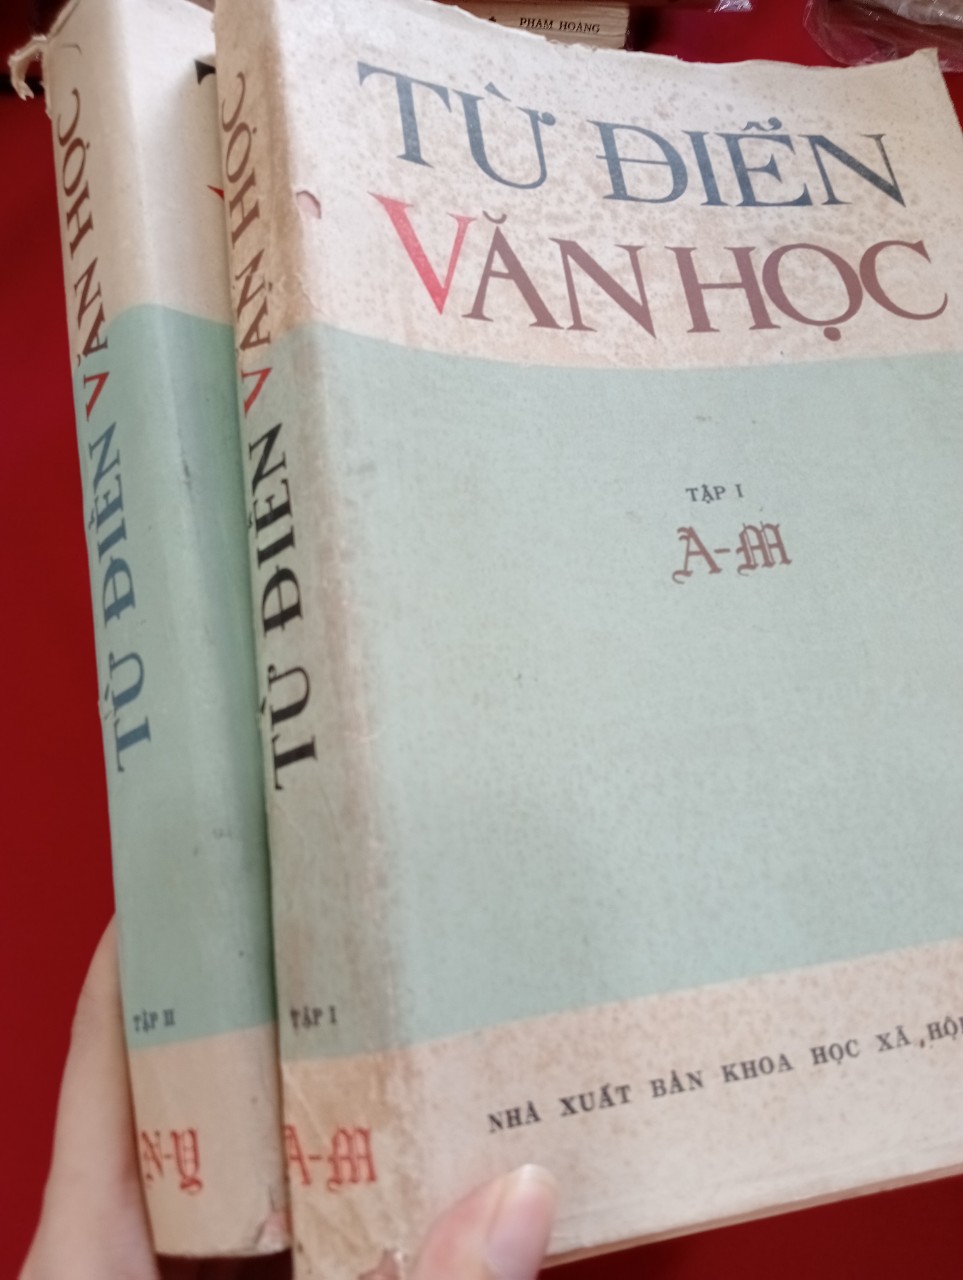 PHẠM HOÀNG
TỪ ĐIỂN
VĂN HỌC
TẬP I
A-M
NHÀ XUẤT BẢN KHOA HỌC XÃ HỘI
TỪ ĐIỂN VĂN HỌC
TẬP I
A-M
TỪ ĐIỂN VĂN HỌC
TẬP II
N-Y